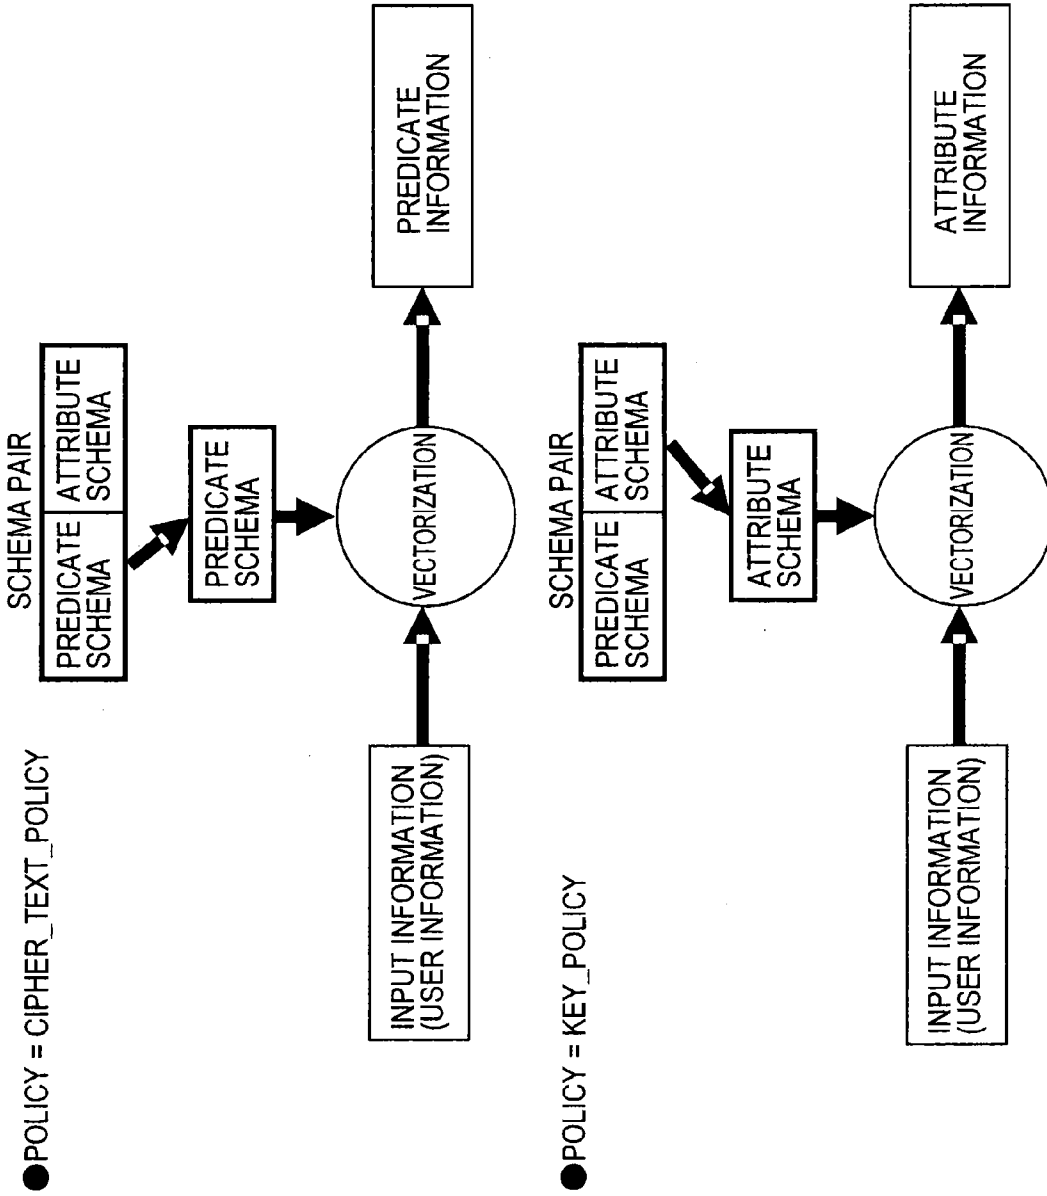 ●POLICY = CIPHER_TEXT_POLICY
SCHEMA PAIR
PREDICATE
SCHEMA
ATTRIBUTE
SCHEMA
PREDICATE
SCHEMA
INPUT INFORMATION
(USER INFORMATION)
VECTORIZATION
PREDICATE
INFORMATION
●POLICY = KEY_POLICY
SCHEMA PAIR
PREDICATE
SCHEMA
ATTRIBUTE
SCHEMA
ATTRIBUTE
SCHEMA
INPUT INFORMATION
(USER INFORMATION)
VECTORIZATION
ATTRIBUTE
INFORMATION